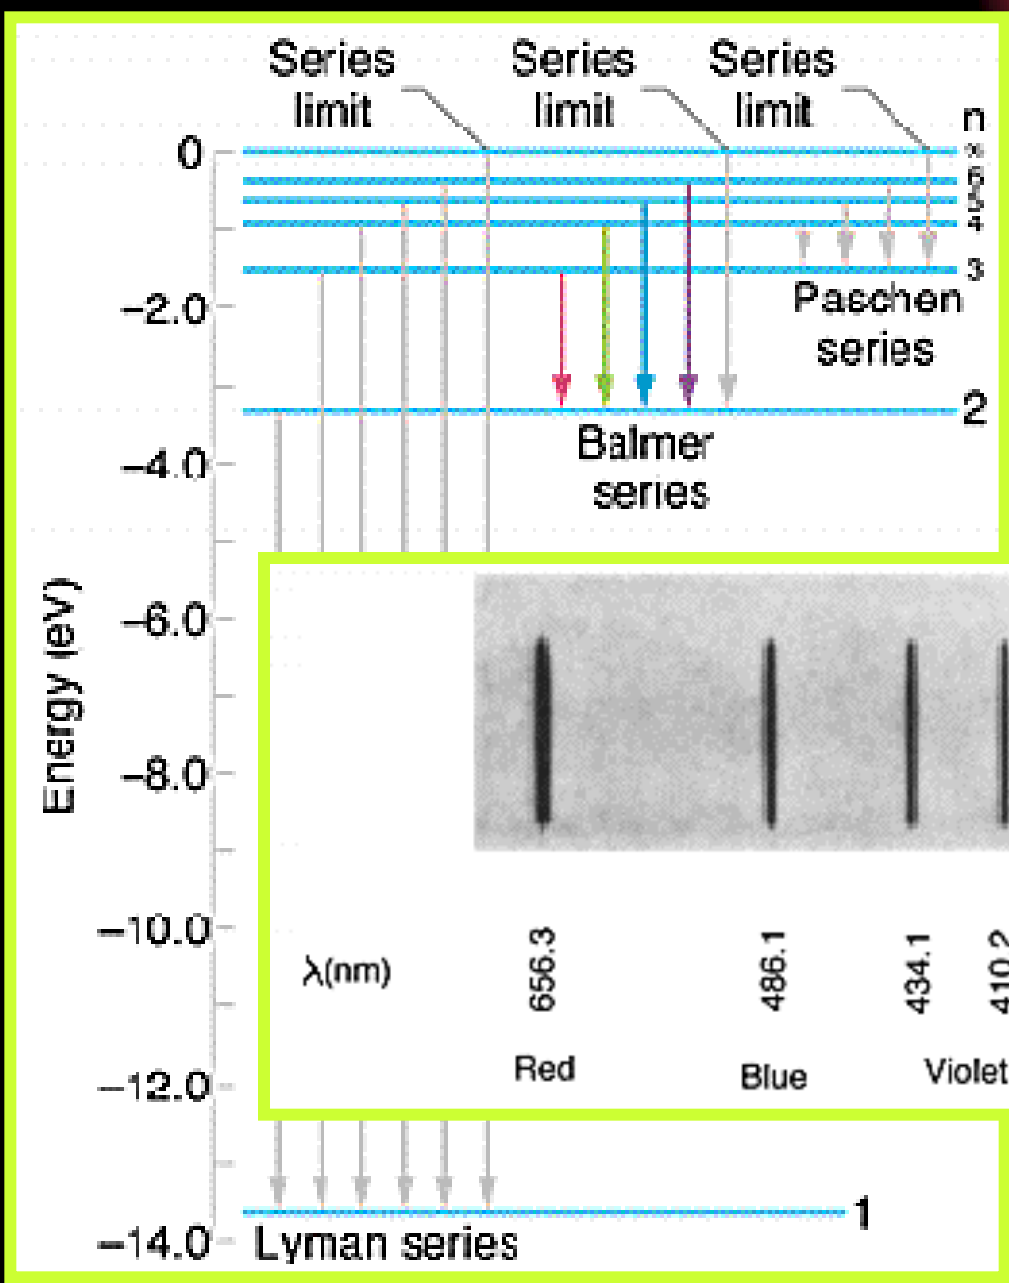 Series limit
Series limit
Series limit
n
0
6
5
4
3
Paschen series
−2.0
2
Balmer series
−4.0
Energy (eV)
−6.0
−8.0
−10.0
λ(nm)
656.3
486.1
434.1
410.2
Red
Blue
Violet
−12.0
1
−14.0
Lyman series